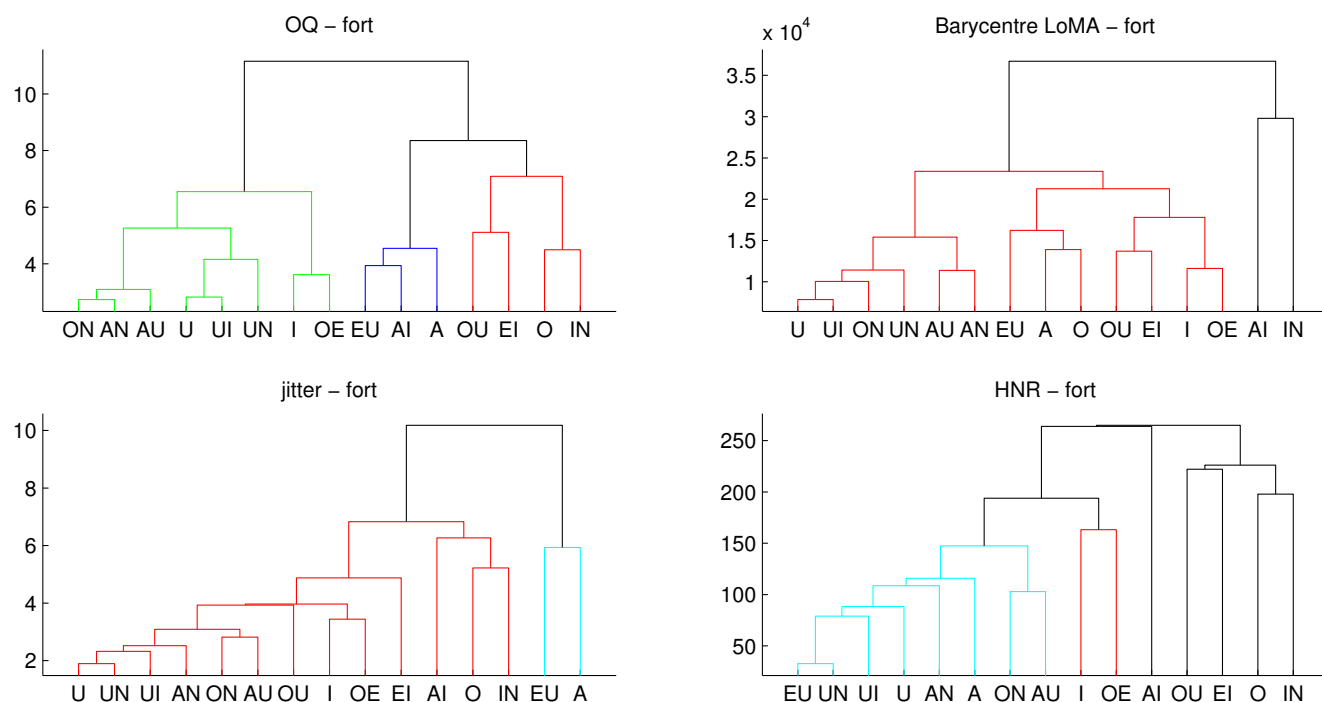 OQ – fort
10
8
6
4
ON AN AU U UI UN I OE EU AI A OU EI O IN
Barycentre LoMA – fort
x 10^4
3.5
3
2.5
2
1.5
1
U UI ON UN AU AN EU A O OU EI I OE AI IN
jitter – fort
10
8
6
4
2
U UN UI AN ON AU OU I OE EI AI O IN EU A
HNR – fort
250
200
150
100
50
EU UN UI U AN A ON AU I OE AI OU EI O IN